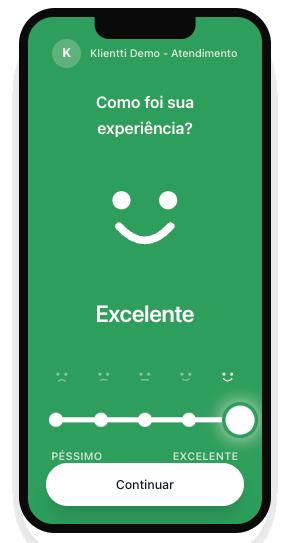 K Klientti Demo - Atendimento
Como foi sua
experiência?
Excelente
PÉSSIMO EXCELENTE
Continuar